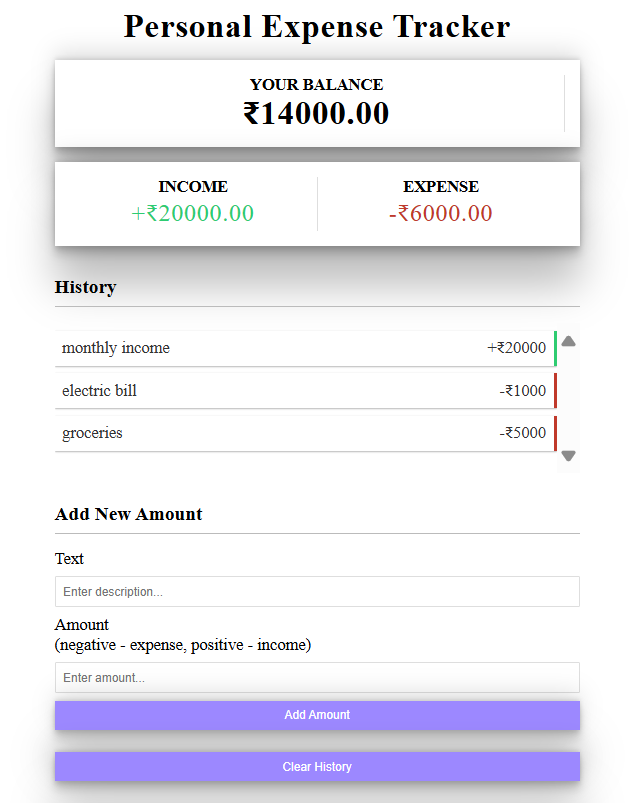 Personal Expense Tracker
YOUR BALANCE
₹14000.00
INCOME
+₹20000.00
EXPENSE
-₹6000.00
History
monthly income +₹20000
electric bill -₹1000
groceries -₹5000
Add New Amount
Text
Enter description...
Amount
(negative - expense, positive - income)
Enter amount...
Add Amount
Clear History